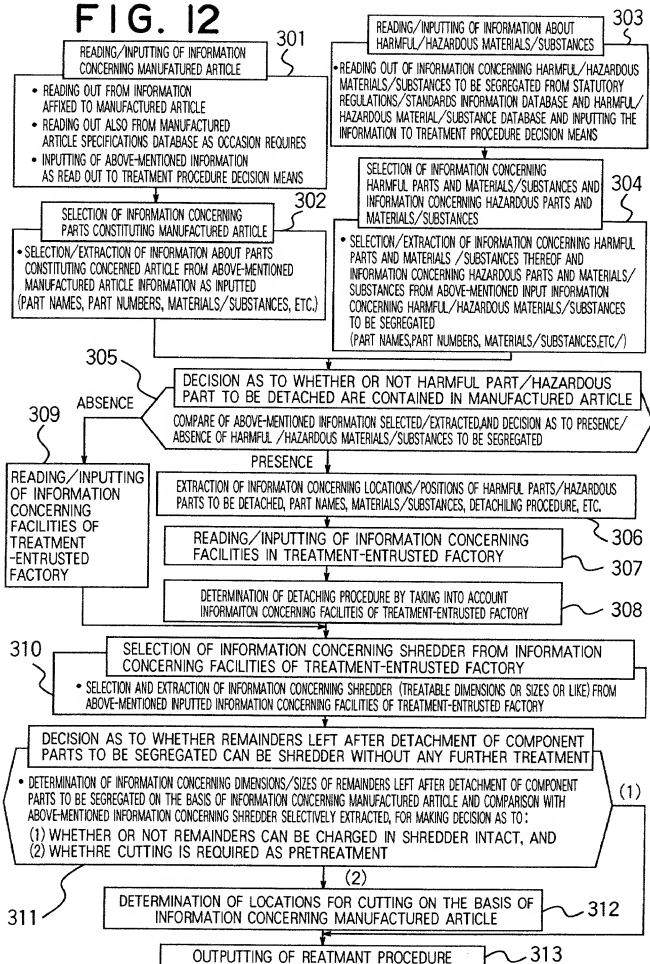 FIG. 12
301
READING/INPUTTING OF INFORMATION
CONCERNING MANUFATURED ARTICLE
• READING OUT FROM INFORMATION
AFFIXED TO MANUFACTURED ARTICLE
• READING OUT ALSO FROM MANUFACTURED
ARTICLE SPECIFICATIONS DATABASE AS OCCASION REQUIRES
• INPUTTING OF ABOVE-MENTIONED INFORMATION
AS READ OUT TO TREATMENT PROCEDURE DECISION MEANS
302
SELECTION OF INFORMATION CONCERNING
PARTS CONSTITUTING MANUFACTURED ARTICLE
• SELECTION/EXTRACTION OF INFORMATION ABOUT PARTS
CONSTITUTING CONCERNED ARTICLE FROM ABOVE-MENTIONED
MANUFACTURED ARTICLE INFORMATION AS INPUTTED
(PART NAMES, PART NUMBERS, MATERIALS/SUBSTANCES, ETC.)
303
READING/INPUTTING OF INFORMATION ABOUT
HARMFUL/HAZARDOUS MATERIALS/SUBSTANCES
• READING OUT OF INFORMATION CONCERNING HARMFUL/HAZARDOUS
MATERIALS/SUBSTANCES TO BE SEGREGATED FROM STATUTORY
REGULATIONS/STANDARDS INFORMATION DATABASE AND HARMFUL/
HAZARDOUS MATERIAL/SUBSTANCE DATABASE AND INPUTTING THE
INFORMATION TO TREATMENT PROCEDURE DECISION MEANS
304
SELECTION OF INFORMATION CONCERNING
HARMFUL PARTS AND MATERIALS/SUBSTANCES AND
INFORMATION CONCERNING HAZARDOUS PARTS AND
MATERIALS/SUBSTANCES
• SELECTION/EXTRACTION OF INFORMATION CONCERNING HARMFUL
PARTS AND MATERIALS /SUBSTANCES THEREOF AND
INFORMATION CONCERNING HAZARDOUS PARTS AND MATERIALS/
SUBSTANCES FROM ABOVE-MENTIONED INPUT INFORMATION
CONCERNING HARMFUL/HAZARDOUS MATERIALS/SUBSTANCES
TO BE SEGREGATED
(PART NAMES,PART NUMBERS, MATERIALS/SUBSTANCES,ETC/)
305
DECISION AS TO WHETHER OR NOT HARMFUL PART/HAZARDOUS
PART TO BE DETACHED ARE CONTAINED IN MANUFACTURED ARTICLE
COMPARE OF ABOVE-MENTIONED INFORMATION SELECTED/EXTRACTED,AND DECISION AS TO PRESENCE/
ABSENCE OF HARMFUL /HAZARDOUS MATERIALS/SUBSTANCES TO BE SEGREGATED
ABSENCE
309
READING/INPUTTING
OF INFORMATION
CONCERNING
FACILITIES OF
TREATMENT
-ENTRUSTED
FACTORY
PRESENCE
EXTRACTION OF INFORMATON CONCERNING LOCATIONS/POSITIONS OF HARMFUL PARTS/HAZARDOUS
PARTS TO BE DETACHED, PART NAMES, MATERIALS/SUBSTANCES, DETACHILNG PROCEDURE, ETC.
306
READING/INPUTTING OF INFORMATION CONCERNING
FACILITIES IN TREATMENT-ENTRUSTED FACTORY
307
DETERMINATION OF DETACHING PROCEDURE BY TAKING INTO ACCOUNT
INFORMAITON CONCERNING FACILITEIS OF TREATMENT-ENTRUSTED FACTORY
308
310
SELECTION OF INFORMATION CONCERNING SHREDDER FROM INFORMATION
CONCERNING FACILITIES OF TREATMENT-ENTRUSTED FACTORY
• SELECTION AND EXTRACTION OF INFORMATION CONCERNING SHREDDER (TREATABLE DIMENSIONS OR SIZES OR LIKE) FROM
ABOVE-MENTIONED INPUTTED INFORMATION CONCERNING FACILITIES OF TREATMENT-ENTRUSTED FACTORY
DECISION AS TO WHETHER REMAINDERS LEFT AFTER DETACHMENT OF COMPONENT
PARTS TO BE SEGREGATED CAN BE SHREDDER WITHOUT ANY FURTHER TREATMENT
• DETERMINATION OF INFORMATION CONCERNING DIMENSIONS/SIZES OF REMAINDERS LEFT AFTER DETACHMENT OF COMPONENT
PARTS TO BE SEGREGATED ON THE BASIS OF INFORMATION CONCERNING MANUFACTURED ARTICLE AND COMPARISON WITH
ABOVE-MENTIONED INFORMATION CONCERNING SHREDDER SELECTIVELY EXTRACTED, FOR MAKING DECISION AS TO:
(1) WHETHER OR NOT REMAINDERS CAN BE CHARGED IN SHREDDER INTACT, AND
(2) WHETHRE CUTTING IS REQUIRED AS PRETREATMENT
(1)
311
(2)
DETERMINATION OF LOCATIONS FOR CUTTING ON THE BASIS OF
INFORMATION CONCERNING MANUFACTURED ARTICLE
312
OUTPUTTING OF REATMANT PROCEDURE
313